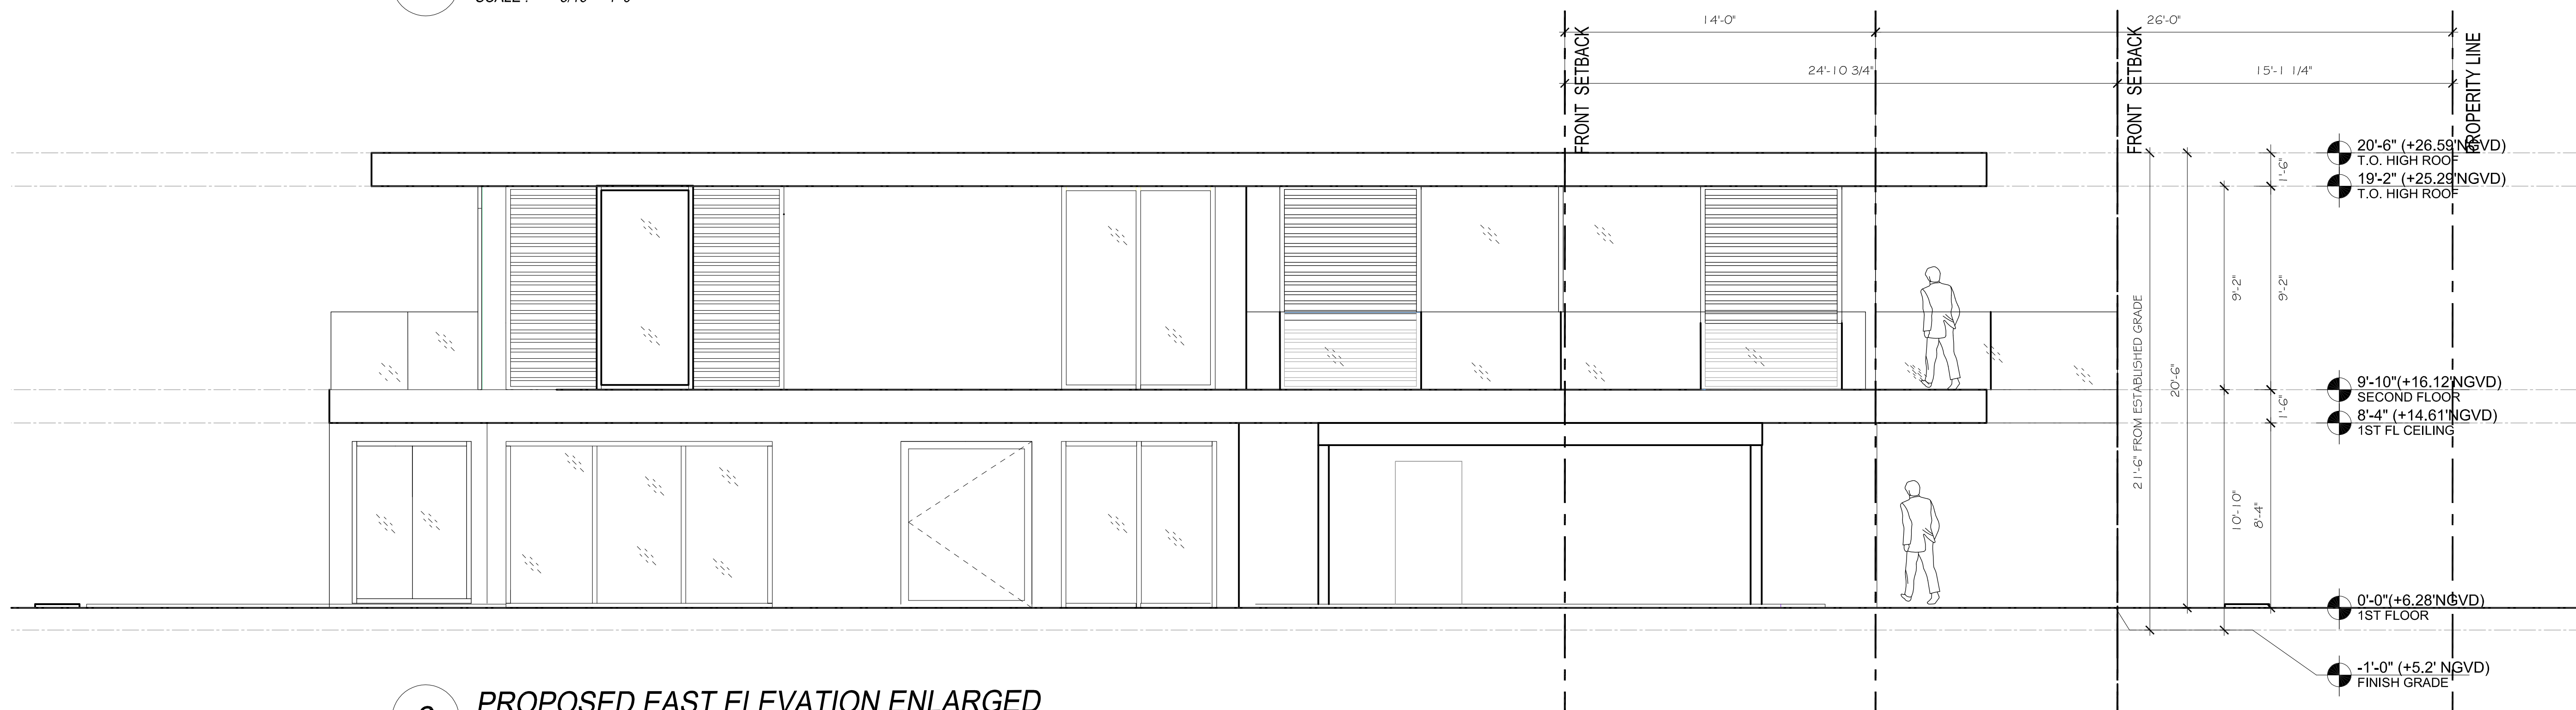 14'-0"
26'-0"
24'-10 3/4"
15'-1 1/4"
FRONT SETBACK
FRONT SETBACK
PROPERITY LINE
20'-6" (+26.59'NGVD)
T.O. HIGH ROOF
19'-2" (+25.29'NGVD)
T.O. HIGH ROOF
1'-6"
9'-2"
9'-2"
21'-6" FROM ESTABLISHED GRADE
20'-6"
9'-10"(+16.12'NGVD)
SECOND FLOOR
1'-6"
8'-4" (+14.61'NGVD)
1ST FL CEILING
10'-10"
8'-4"
0'-0"(+6.28'NGVD)
1ST FLOOR
-1'-0" (+5.2' NGVD)
FINISH GRADE
PROPOSED EAST ELEVATION ENLARGED